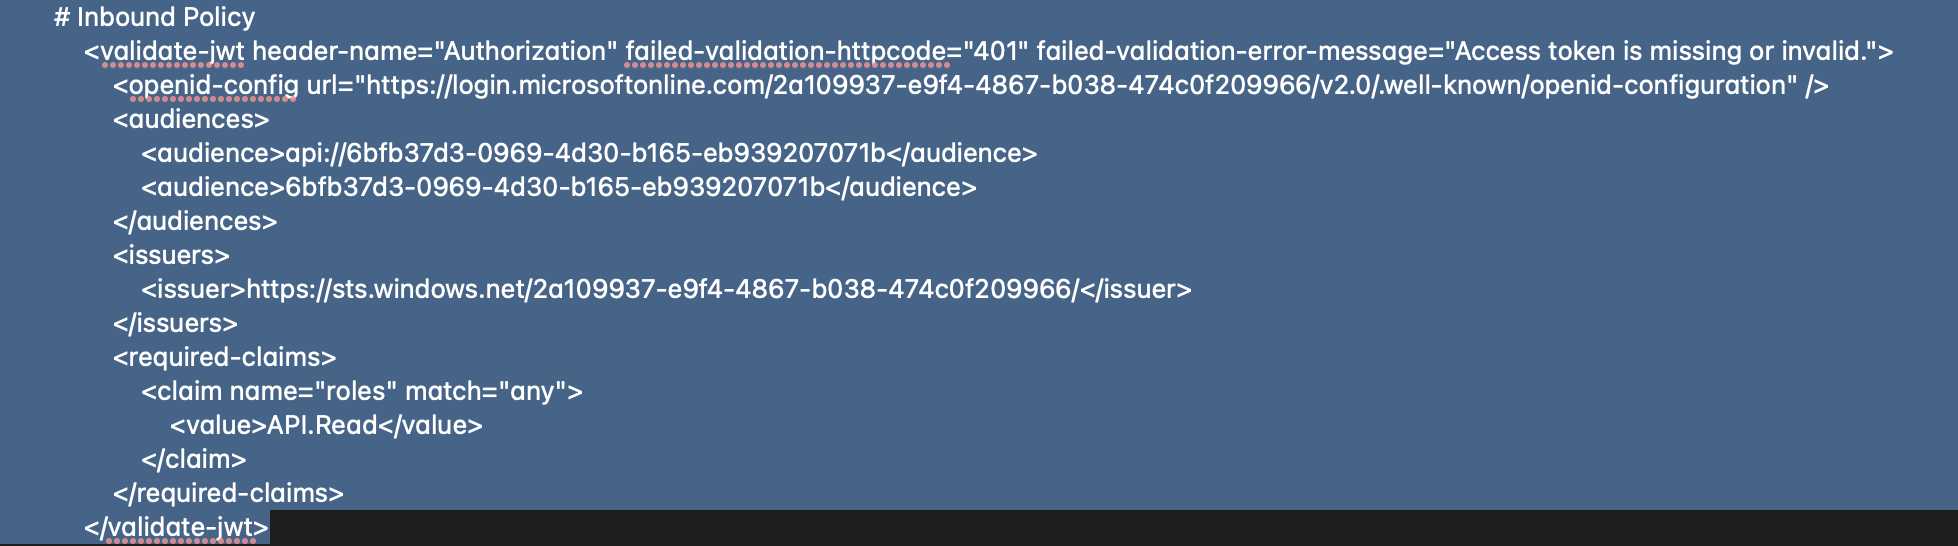 # Inbound Policy
<validate-jwt header-name="Authorization" failed-validation-httpcode="401" failed-validation-error-message="Access token is missing or invalid.">
<openid-config url="https://login.microsoftonline.com/2a109937-e9f4-4867-b038-474c0f209966/v2.0/.well-known/openid-configuration" />
<audiences>
<audience>api://6bfb37d3-0969-4d30-b165-eb939207071b</audience>
<audience>6bfb37d3-0969-4d30-b165-eb939207071b</audience>
</audiences>
<issuers>
<issuer>https://sts.windows.net/2a109937-e9f4-4867-b038-474c0f209966/</issuer>
</issuers>
<required-claims>
<claim name="roles" match="any">
<value>API.Read</value>
</claim>
</required-claims>
</validate-jwt>